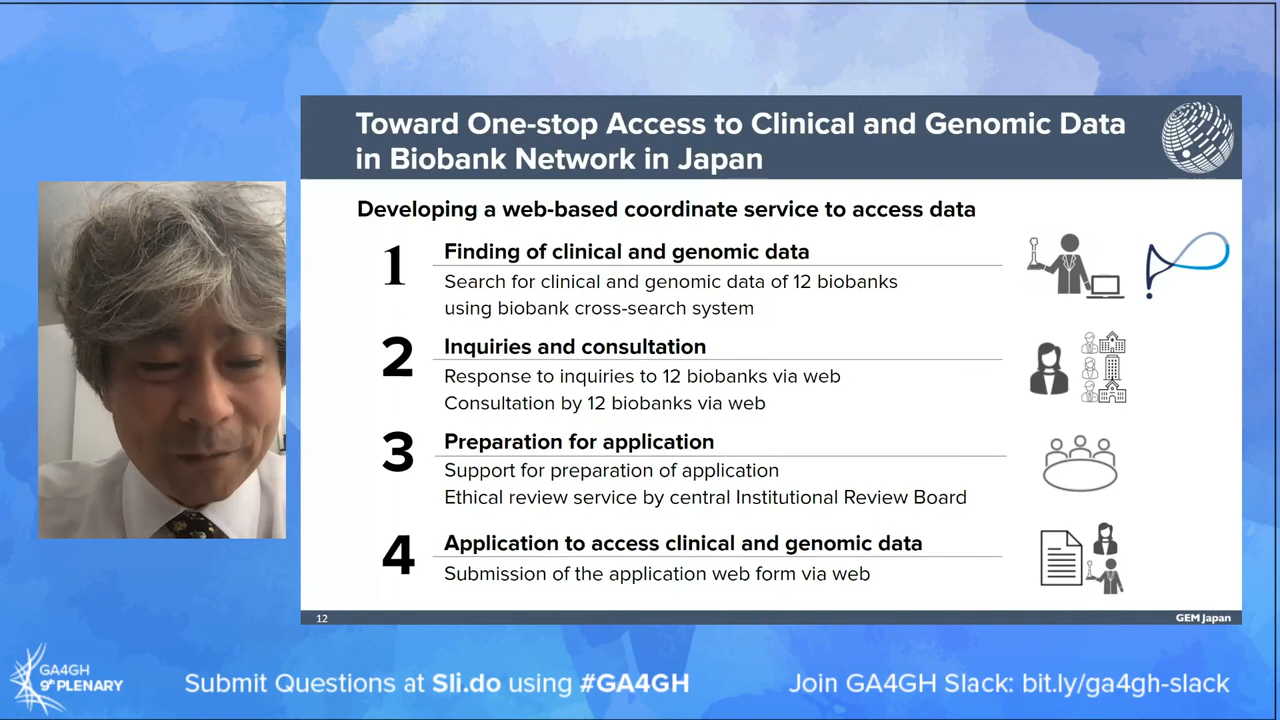 Toward One-stop Access to Clinical and Genomic Data
in Biobank Network in Japan
Developing a web-based coordinate service to access data
1
Finding of clinical and genomic data
Search for clinical and genomic data of 12 biobanks
using biobank cross-search system
2
Inquiries and consultation
Response to inquiries to 12 biobanks via web
Consultation by 12 biobanks via web
3
Preparation for application
Support for preparation of application
Ethical review service by central Institutional Review Board
4
Application to access clinical and genomic data
Submission of the application web form via web
12
GEM Japan
GA4GH
9th PLENARY
Submit Questions at Sli.do using #GA4GH
Join GA4GH Slack: bit.ly/ga4gh-slack